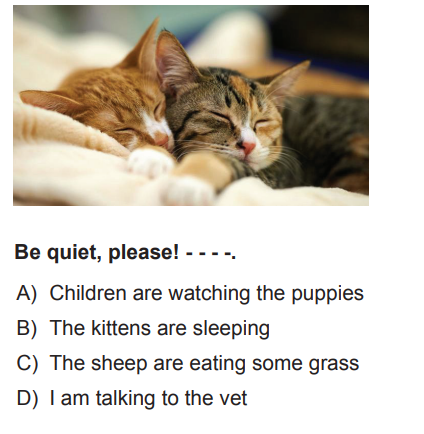 Be quiet, please! - - - -.
A) Children are watching the puppies
B) The kittens are sleeping
C) The sheep are eating some grass
D) I am talking to the vet